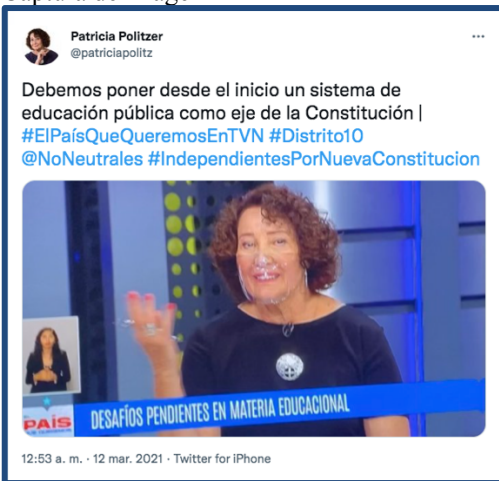 Patricia Politzer
@patriciapolitz
Debemos poner desde el inicio un sistema de
educación pública como eje de la Constitución |
#ElPaísQueQueremosEnTVN #Distrito10
@NoNeutrales #IndependientesPorNuevaConstitucion
PAÍS
DESAFÍOS PENDIENTES EN MATERIA EDUCACIONAL
12:53 a. m. · 12 mar. 2021 · Twitter for iPhone